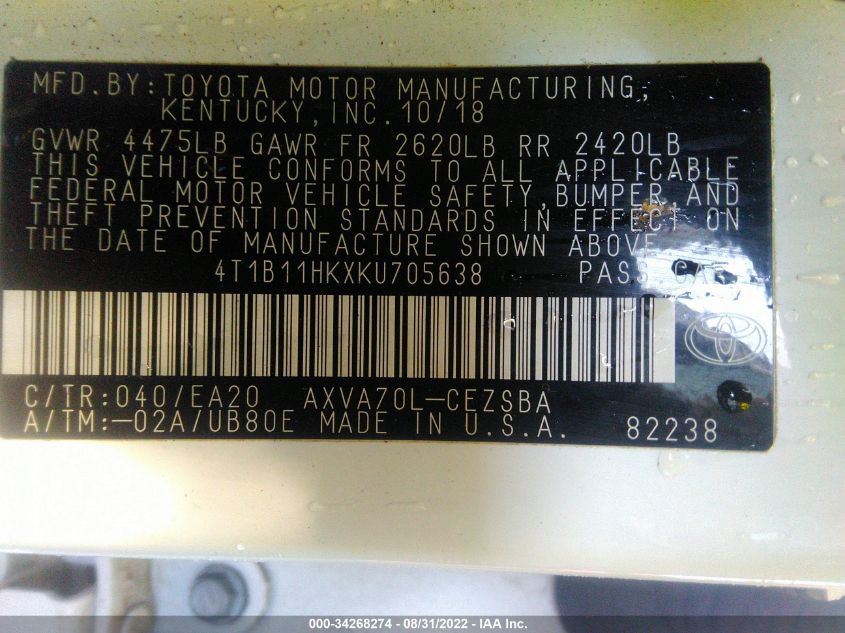 MFD. BY: TOYOTA MOTOR MANUFACTURING,
KENTUCKY, INC. 10/18
GVWR 4475LB GAWR FR 2620LB RR 2420LB
THIS VEHICLE CONFORMS TO ALL APPLICABLE
FEDERAL MOTOR VEHICLE SAFETY, BUMPER, AND
THEFT PREVENTION STANDARDS IN EFFECT ON
THE DATE OF MANUFACTURE SHOWN ABOVE.
4T1B11HKXKU705638 PASS CAR
C/TR: 040/EA20 AXVA70L-CEZSBA
A/TM: -02A/UB80E MADE IN U.S.A. 82238
000-34268274 - 08/31/2022 - IAA Inc.